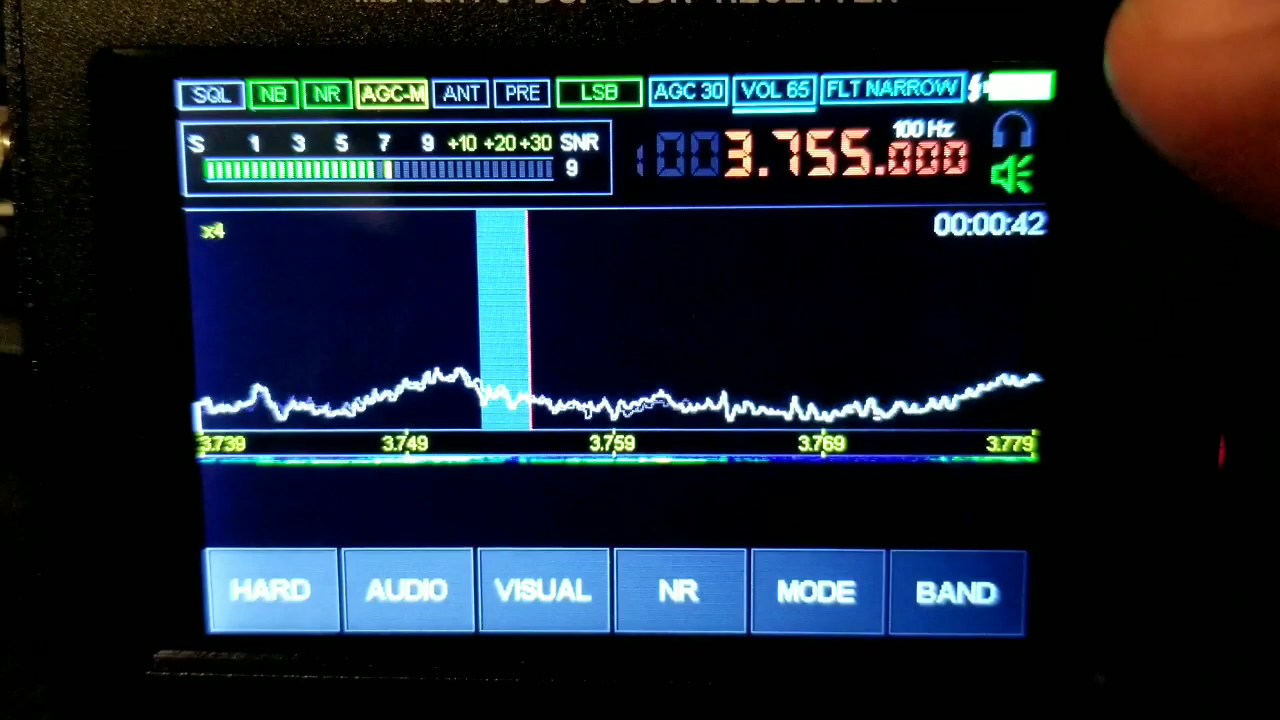 SQL NB NR AGC-M ANT PRE LSB AGC 30 VOL 65 FLT NARROW
S 1 3 5 7 9 +10 +20 +30 SNR
9
100 Hz
3.755.000
x4 00:00:42
3.739 3.749 3.759 3.769 3.779
HARD AUDIO VISUAL NR MODE BAND